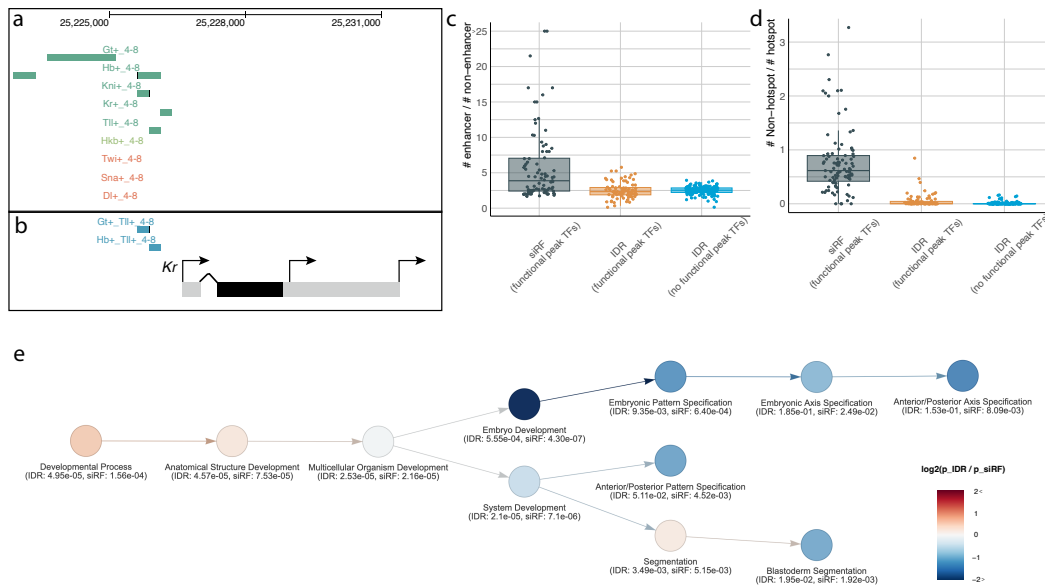 a
25,225,000
25,228,000
25,231,000
Gt+_4-8
Hb+_4-8
Kni+_4-8
Kr+_4-8
Tll+_4-8
Hkb+_4-8
Twi+_4-8
Sna+_4-8
Dl+_4-8
b
Gt+_Tll+_4-8
Hb+_Tll+_4-8
Kr
c
# enhancer / # non−enhancer
>25
20
15
10
5
0
siRF
(functional peak TFs)
IDR
(functional peak TFs)
IDR
(no functional peak TFs)
d
# Non−hotspot / # hotspot
3
2
1
0
siRF
(functional peak TFs)
IDR
(functional peak TFs)
IDR
(no functional peak TFs)
e
Developmental Process
(IDR: 4.95e-05, siRF: 1.56e-04)
Anatomical Structure Development
(IDR: 4.57e-05, siRF: 7.53e-05)
Multicellular Organism Development
(IDR: 2.53e-05, siRF: 2.16e-05)
Embryo Development
(IDR: 5.55e-04, siRF: 4.30e-07)
System Development
(IDR: 2.1e-05, siRF: 7.1e-06)
Embryonic Pattern Specification
(IDR: 9.35e-03, siRF: 6.40e-04)
Embryonic Axis Specification
(IDR: 1.85e-01, siRF: 2.49e-02)
Anterior/Posterior Axis Specification
(IDR: 1.53e-01, siRF: 8.09e-03)
Anterior/Posterior Pattern Specification
(IDR: 5.11e-02, siRF: 4.52e-03)
Segmentation
(IDR: 3.49e-03, siRF: 5.15e-03)
Blastoderm Segmentation
(IDR: 1.95e-02, siRF: 1.92e-03)
log2(p_IDR / p_siRF)
2<
1
0
−1
−2>